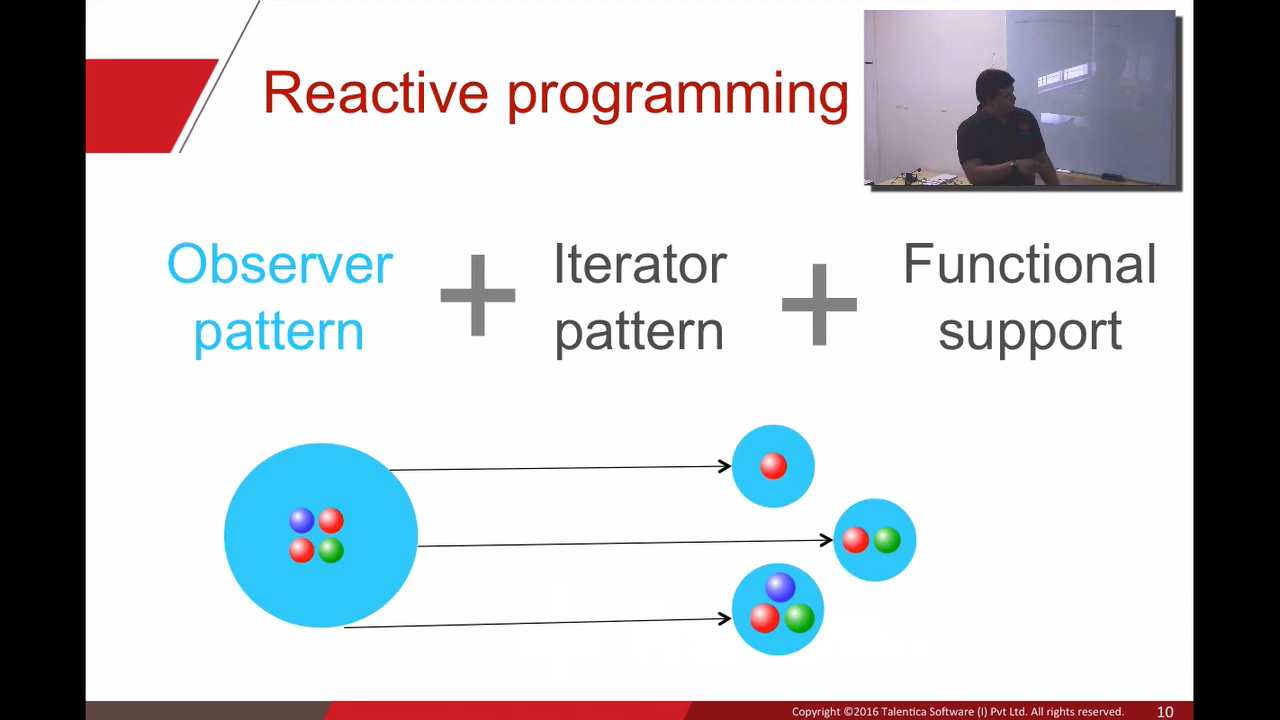 Reactive programming
Observer
pattern
+
Iterator
pattern
+
Functional
support
Copyright ©2016 Talentica Software (I) Pvt Ltd. All rights reserved.
10